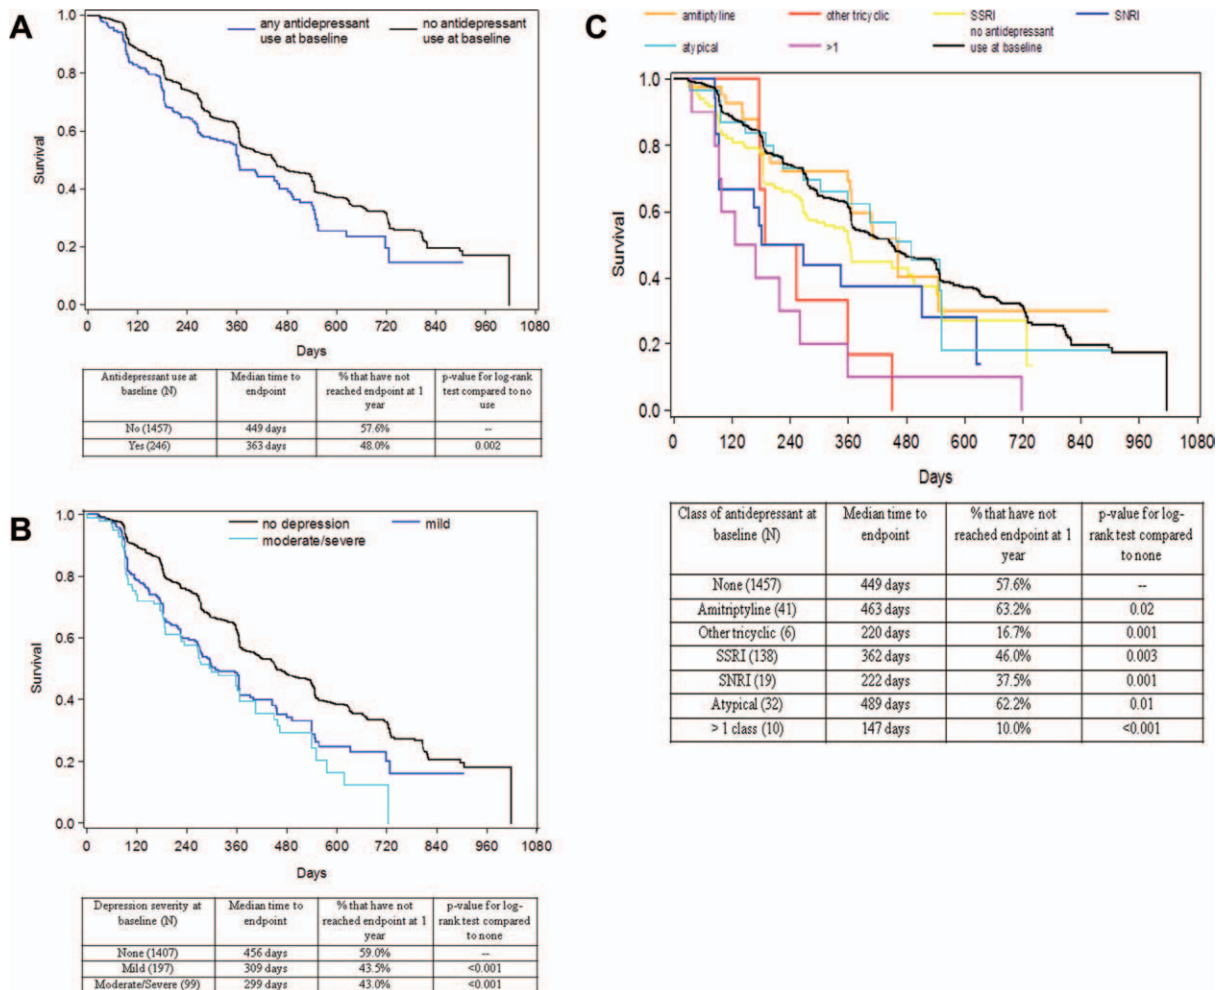 A
any antidepressant no antidepressant
use at baseline use at baseline
1.0
0.8
0.6
0.4
0.2
0.0
Survival
0 120 240 360 480 600 720 840 960 1080
Days
Antidepressant use at baseline (N) Median time to endpoint % that have not reached endpoint at 1 year p-value for log-rank test compared to no use
No (1457) 449 days 57.6% --
Yes (246) 363 days 48.0% 0.002
B
no depression mild
moderate/severe
1.0
0.8
0.6
0.4
0.2
0.0
Survival
0 120 240 360 480 600 720 840 960 1080
Days
Depression severity at baseline (N) Median time to endpoint % that have not reached endpoint at 1 year p-value for log-rank test compared to none
None (1407) 456 days 59.0% --
Mild (197) 309 days 43.5% <0.001
Moderate/Severe (99) 299 days 43.0% <0.001
C
amitiptyline other tricyclic SSRI SNRI
atypical >1 no antidepressant use at baseline
1.0
0.8
0.6
0.4
0.2
0.0
Survival
0 120 240 360 480 600 720 840 960 1080
Days
Class of antidepressant at baseline (N) Median time to endpoint % that have not reached endpoint at 1 year p-value for log-rank test compared to none
None (1457) 449 days 57.6% --
Amitriptyline (41) 463 days 63.2% 0.02
Other tricyclic (6) 220 days 16.7% 0.001
SSRI (138) 362 days 46.0% 0.003
SNRI (19) 222 days 37.5% 0.001
Atypical (32) 489 days 62.2% 0.01
> 1 class (10) 147 days 10.0% <0.001